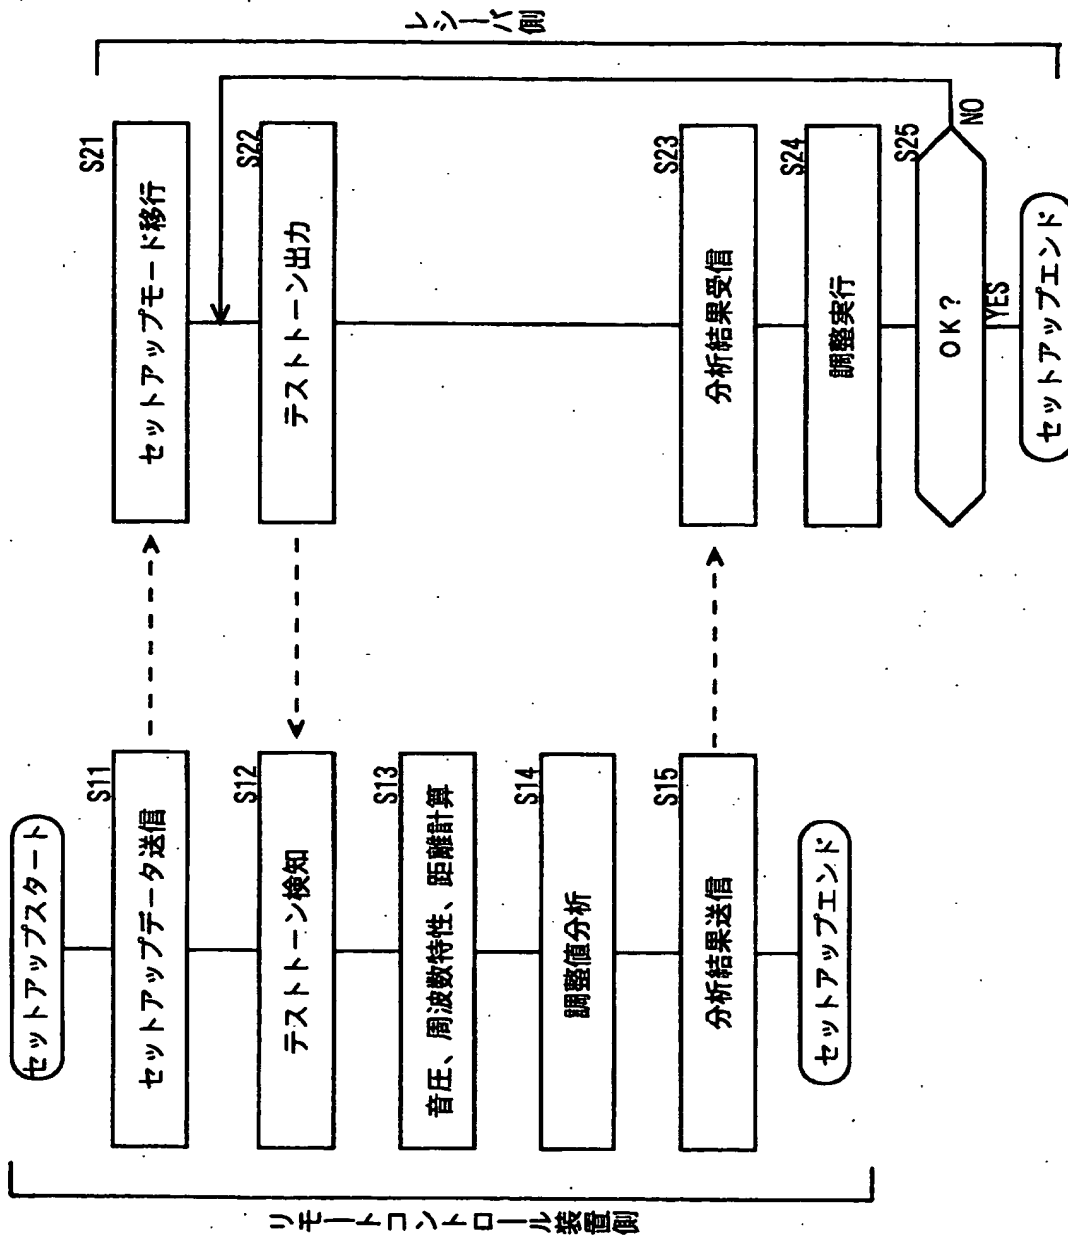 リモートコントロール装置側
セットアップスタート
S11
セットアップデータ送信
S12
テストトーン検知
S13
音圧、周波数特性、距離計算
S14
調整値分析
S15
分析結果送信
セットアップエンド
レシーバ側
S21
セットアップモード移行
S22
テストトーン出力
S23
分析結果受信
S24
調整実行
S25
OK?
NO
YES
セットアップエンド